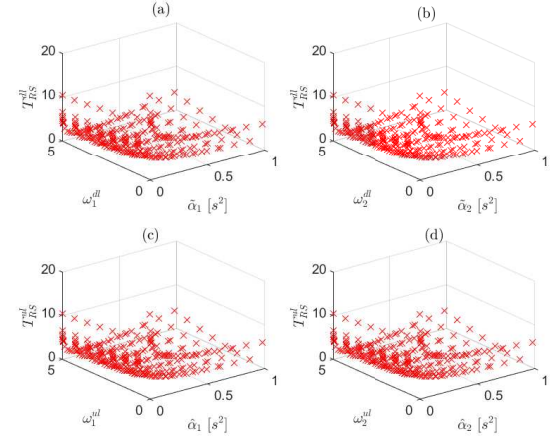 (a)
20
10
0
5
0
0
0.5
1
T_{RS}^{dl}
ω_1^{dl}
α̃_1 [s^2]
(b)
20
10
0
5
0
0
0.5
1
T_{RS}^{dl}
ω_2^{dl}
α̃_2 [s^2]
(c)
20
10
0
5
0
0
0.5
1
T_{RS}^{ul}
ω_1^{ul}
α̂_1 [s^2]
(d)
20
10
0
5
0
0
0.5
1
T_{RS}^{ul}
ω_2^{ul}
α̂_2 [s^2]